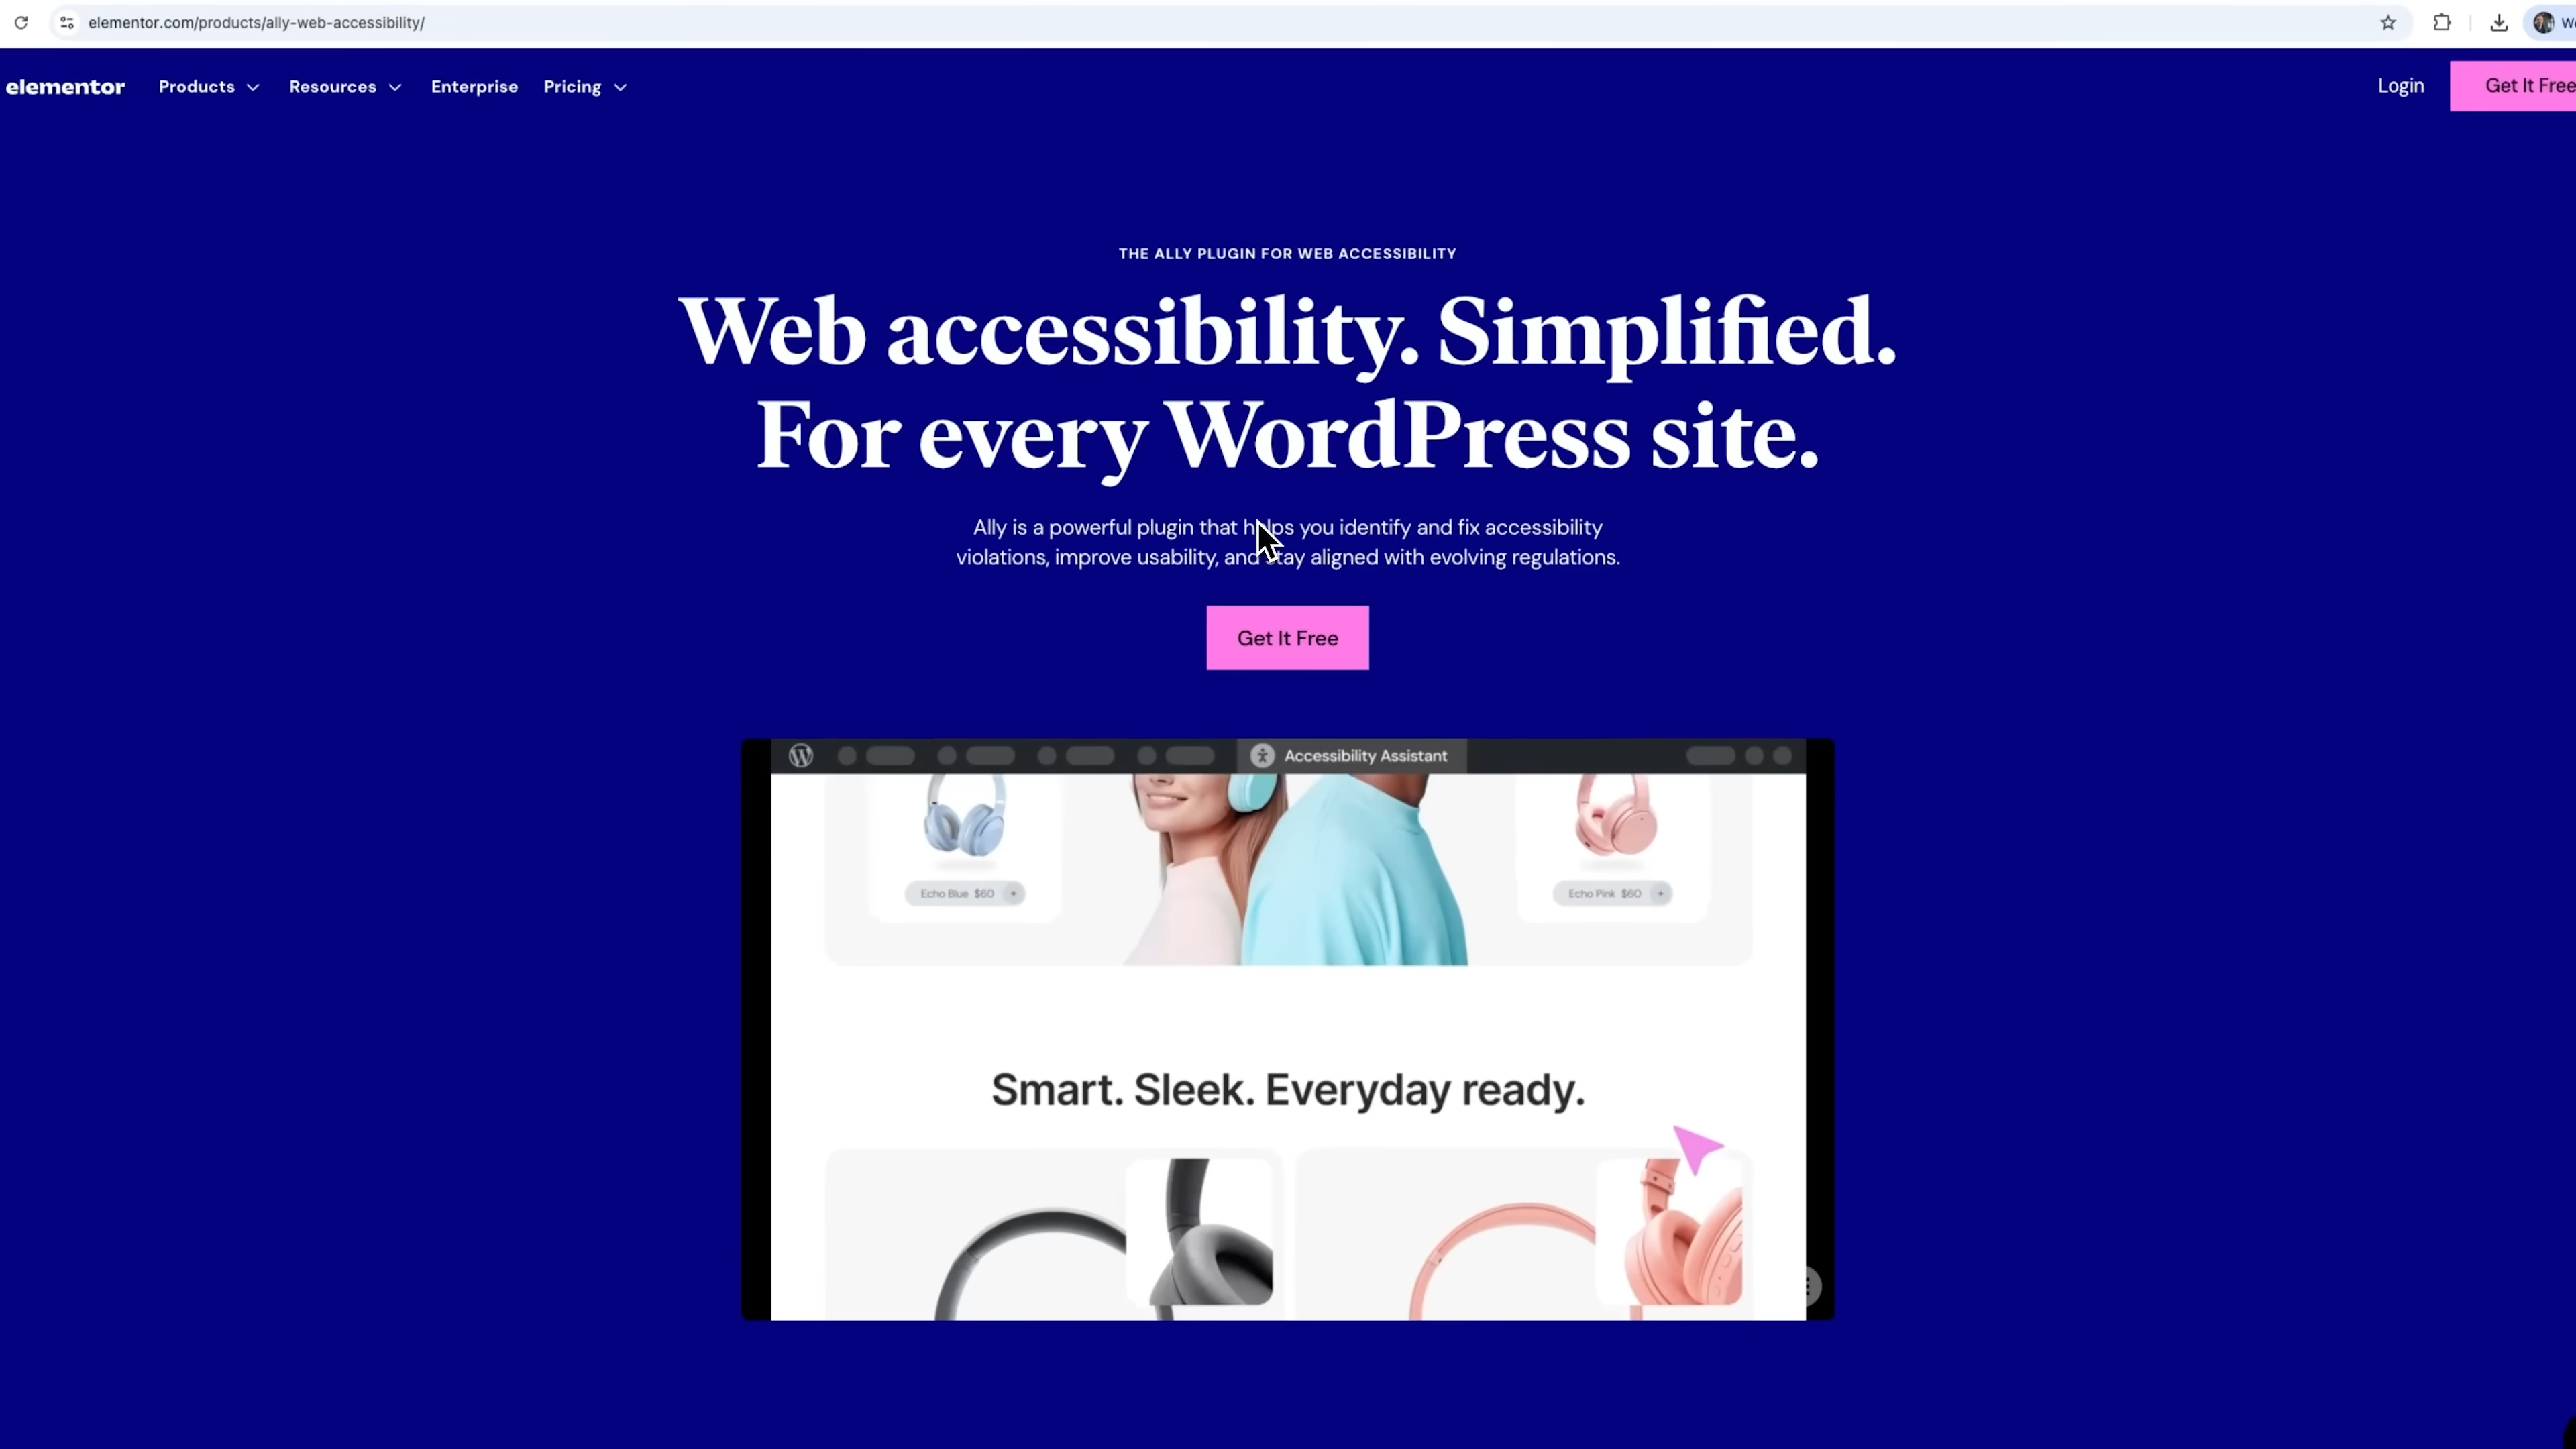 elementor.com/products/ally-web-accessibility/
elementor
Products
Resources
Enterprise
Pricing
Login
Get It Free
THE ALLY PLUGIN FOR WEB ACCESSIBILITY
Web accessibility. Simplified.
For every WordPress site.
Ally is a powerful plugin that helps you identify and fix accessibility
violations, improve usability, and stay aligned with evolving regulations.
Get It Free
Accessibility Assistant
Echo Blue $60 +
Echo Pink $60 +
Smart. Sleek. Everyday ready.